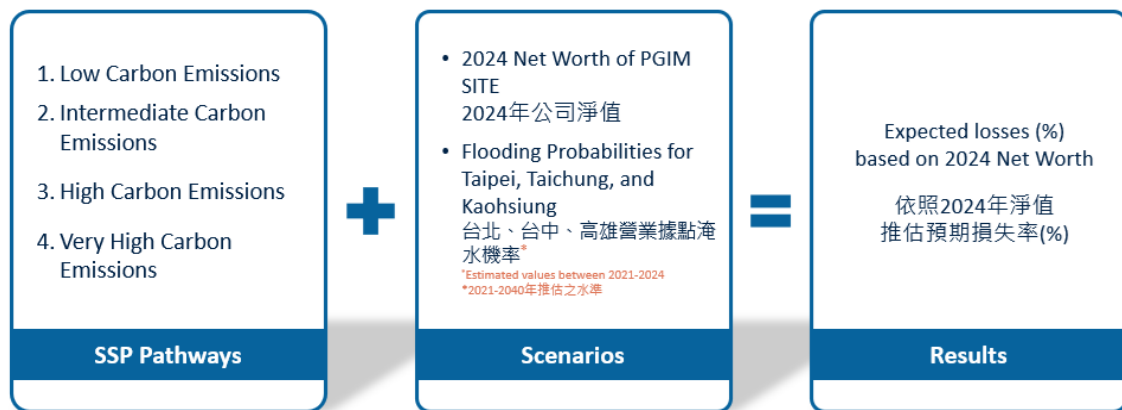 1. Low Carbon Emissions
2. Intermediate Carbon
Emissions
3. High Carbon Emissions
4. Very High Carbon
Emissions
SSP Pathways
• 2024 Net Worth of PGIM
SITE
2024年公司淨值
• Flooding Probabilities for
Taipei, Taichung, and
Kaohsiung
台北、台中、高雄營業據點淹
水機率*
*Estimated values between 2021-2024
*2021-2040年推估之水準
Scenarios
Expected losses (%)
based on 2024 Net Worth
依照2024年淨值
推估預期損失率(%)
Results